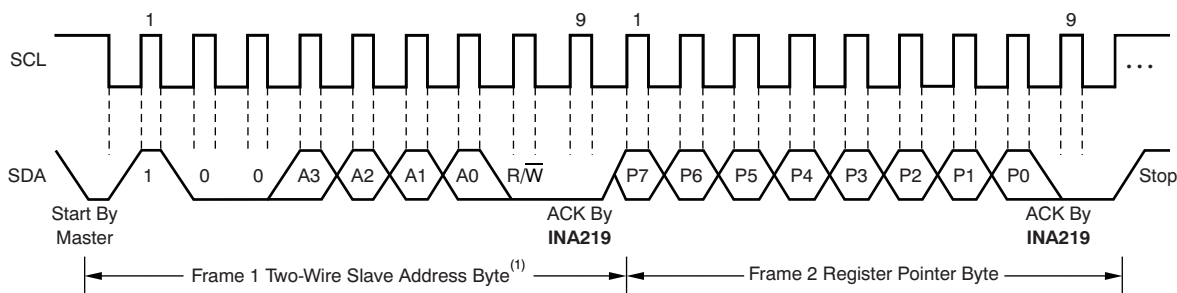 1 9 1 9
SCL
...
SDA
1 0 0 A3 A2 A1 A0 R/W̅ P7 P6 P5 P4 P3 P2 P1 P0 Stop
Start By
Master
ACK By
INA219
ACK By
INA219
Frame 1 Two-Wire Slave Address Byte(1)
Frame 2 Register Pointer Byte